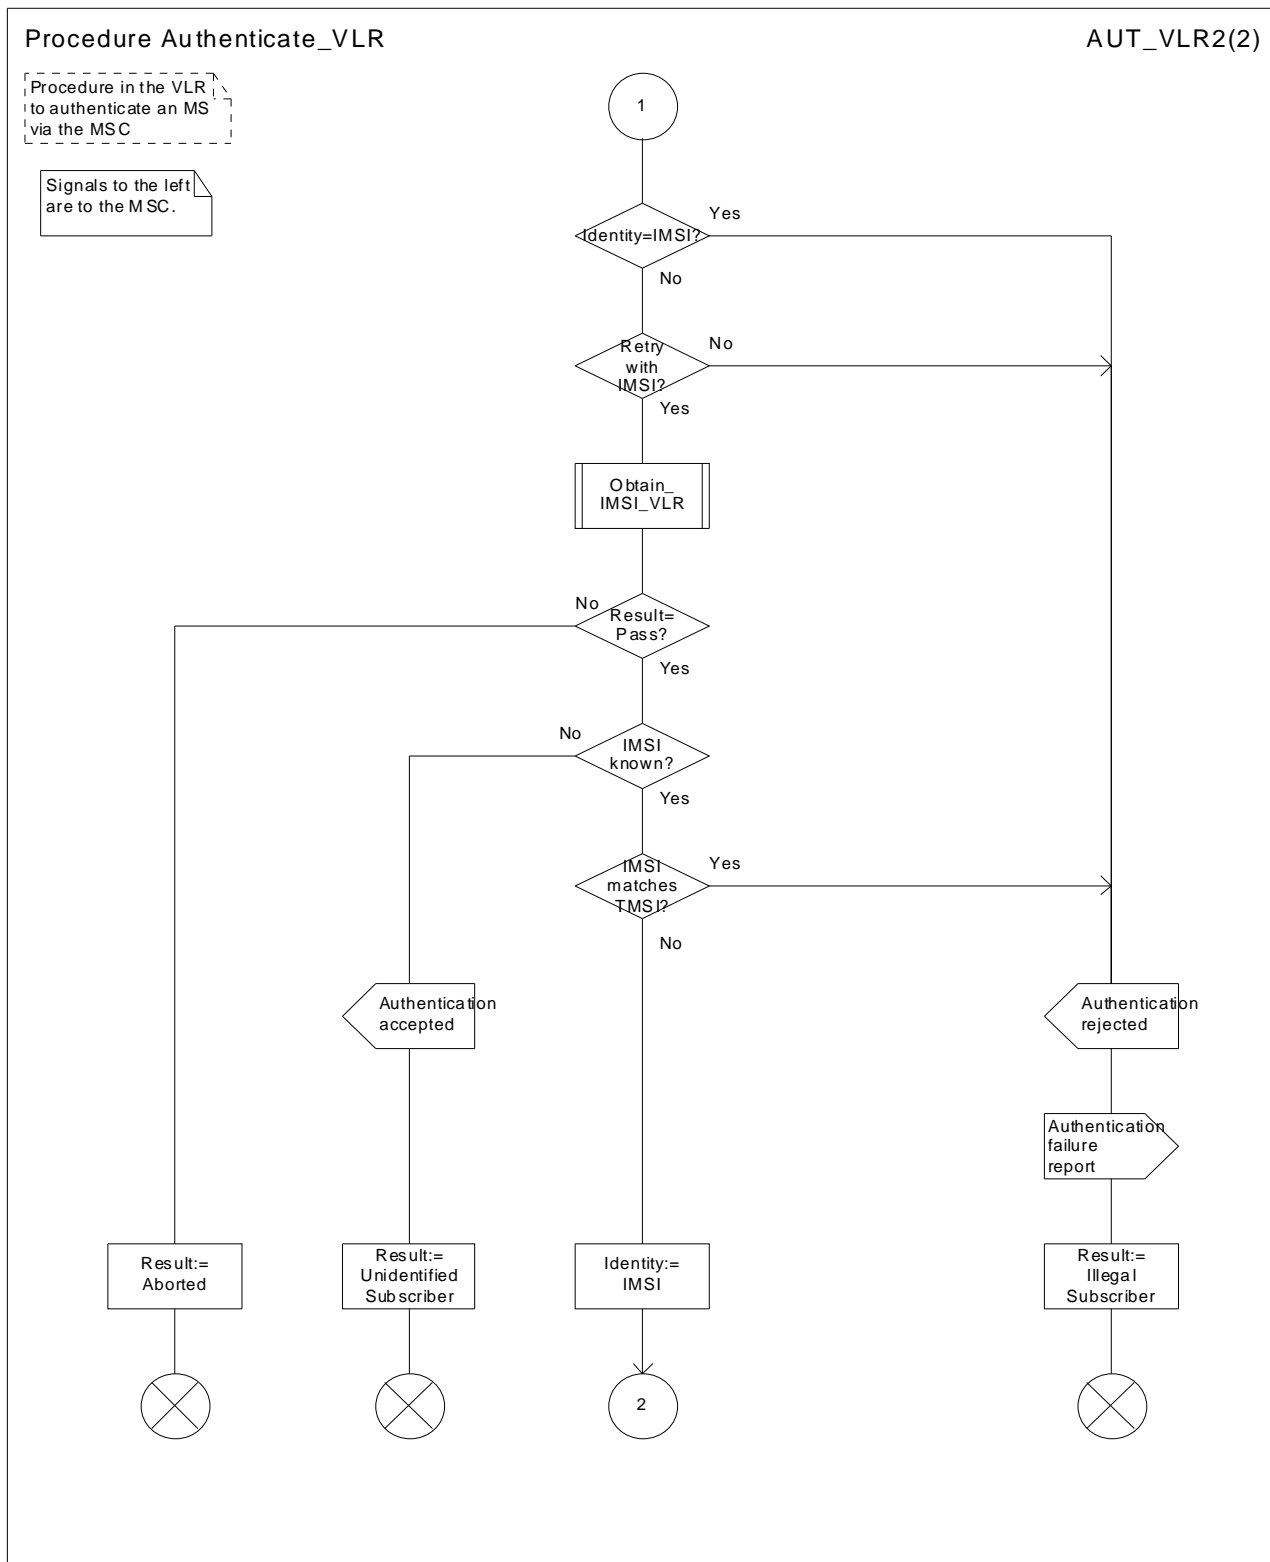 Procedure Authenticate_VLR
AUT_VLR2(2)
Procedure in the VLR
to authenticate an MS
via the MSC
Signals to the left
are to the MSC.
1
Identity=IMSI?
Yes
No
Retry
with
IMSI?
No
Yes
Obtain_
IMSI_VLR
Result=
Pass?
No
Yes
IMSI
known?
No
Yes
IMSI
matches
TMSI?
Yes
No
Authentication
accepted
Authentication
rejected
Authentication
failure
report
Result:=
Aborted
Result:=
Unidentified
Subscriber
Identity:=
IMSI
Result:=
Illegal
Subscriber
2